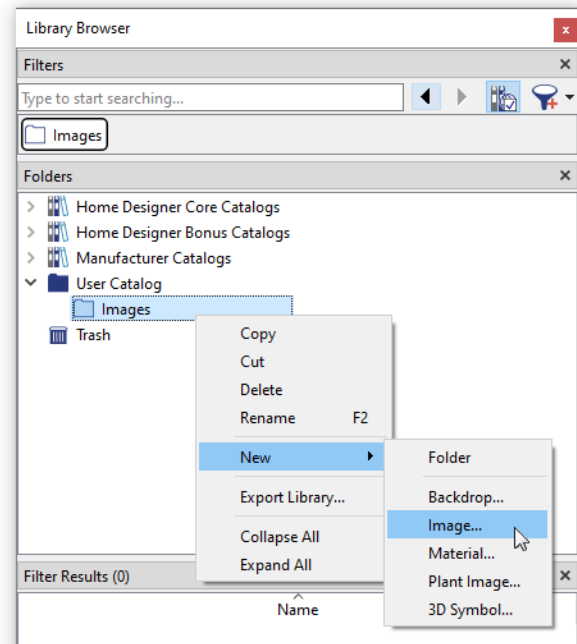 Library Browser
Filters
Type to start searching...
Images
Folders
Home Designer Core Catalogs
Home Designer Bonus Catalogs
Manufacturer Catalogs
User Catalog
Images
Trash
Copy
Cut
Delete
Rename F2
New
Export Library...
Collapse All
Expand All
Folder
Backdrop...
Image...
Material...
Plant Image...
3D Symbol...
Filter Results (0)
Name